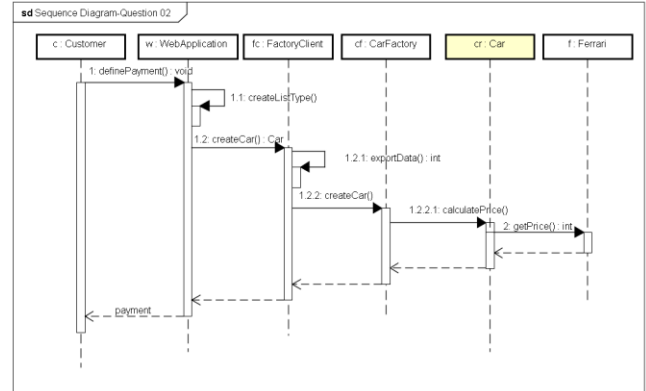 sd Sequence Diagram-Question 02
c : Customer
w : WebApplication
fc : FactoryClient
cf : CarFactory
cr : Car
f : Ferrari
1: definePayment() : void
1.1: createListType()
1.2: createCar() : Car
1.2.1: exportData() : int
1.2.2: createCar()
1.2.2.1: calculatePrice()
2: getPrice() : int
payment